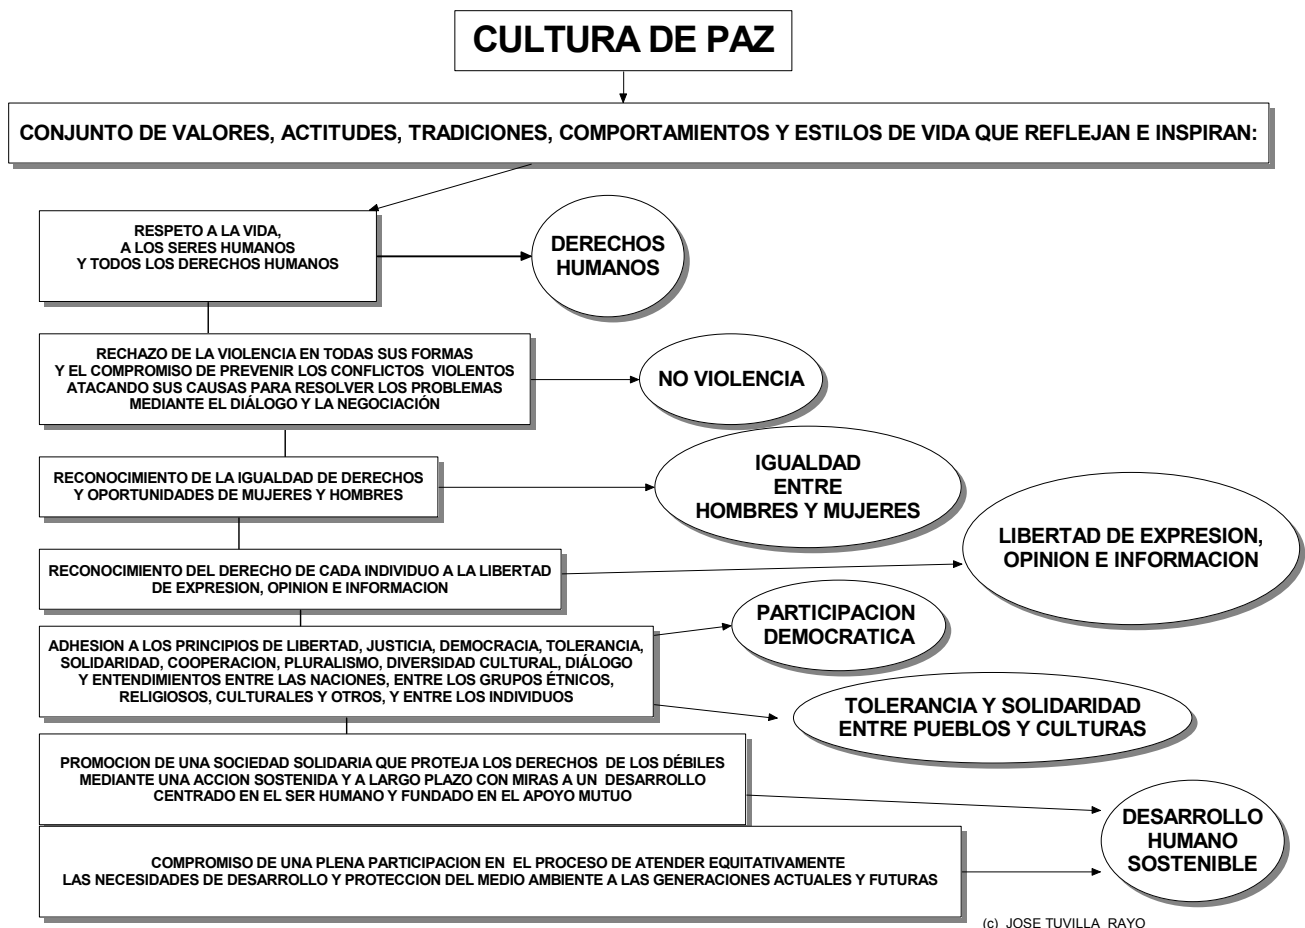 CULTURA DE PAZ
CONJUNTO DE VALORES, ACTITUDES, TRADICIONES, COMPORTAMIENTOS Y ESTILOS DE VIDA QUE REFLEJAN E INSPIRAN:
RESPETO A LA VIDA,
A LOS SERES HUMANOS
Y TODOS LOS DERECHOS HUMANOS
DERECHOS
HUMANOS
RECHAZO DE LA VIOLENCIA EN TODAS SUS FORMAS
Y EL COMPROMISO DE PREVENIR LOS CONFLICTOS VIOLENTOS
ATACANDO SUS CAUSAS PARA RESOLVER LOS PROBLEMAS
MEDIANTE EL DIÁLOGO Y LA NEGOCIACIÓN
NO VIOLENCIA
RECONOCIMIENTO DE LA IGUALDAD DE DERECHOS
Y OPORTUNIDADES DE MUJERES Y HOMBRES
IGUALDAD
ENTRE
HOMBRES Y MUJERES
RECONOCIMIENTO DEL DERECHO DE CADA INDIVIDUO A LA LIBERTAD
DE EXPRESION, OPINION E INFORMACION
LIBERTAD DE EXPRESION,
OPINION E INFORMACION
ADHESION A LOS PRINCIPIOS DE LIBERTAD, JUSTICIA, DEMOCRACIA, TOLERANCIA,
SOLIDARIDAD, COOPERACION, PLURALISMO, DIVERSIDAD CULTURAL, DIÁLOGO
Y ENTENDIMIENTOS ENTRE LAS NACIONES, ENTRE LOS GRUPOS ÉTNICOS,
RELIGIOSOS, CULTURALES Y OTROS, Y ENTRE LOS INDIVIDUOS
PARTICIPACION
DEMOCRATICA
TOLERANCIA Y SOLIDARIDAD
ENTRE PUEBLOS Y CULTURAS
PROMOCION DE UNA SOCIEDAD SOLIDARIA QUE PROTEJA LOS DERECHOS DE LOS DÉBILES
MEDIANTE UNA ACCION SOSTENIDA Y A LARGO PLAZO CON MIRAS A UN DESARROLLO
CENTRADO EN EL SER HUMANO Y FUNDADO EN EL APOYO MUTUO
COMPROMISO DE UNA PLENA PARTICIPACION EN EL PROCESO DE ATENDER EQUITATIVAMENTE
LAS NECESIDADES DE DESARROLLO Y PROTECCION DEL MEDIO AMBIENTE A LAS GENERACIONES ACTUALES Y FUTURAS
DESARROLLO
HUMANO
SOSTENIBLE
(c) JOSE TUVILLA RAYO